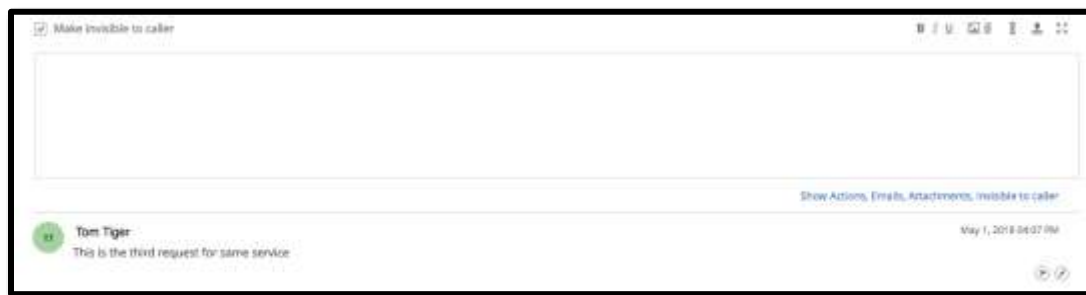 Make invisible to caller
B I U
Show Actions, Emails, Attachments, Invisible to caller
Tom Tiger
May 1, 2018 04:07 PM
This is the third request for same service